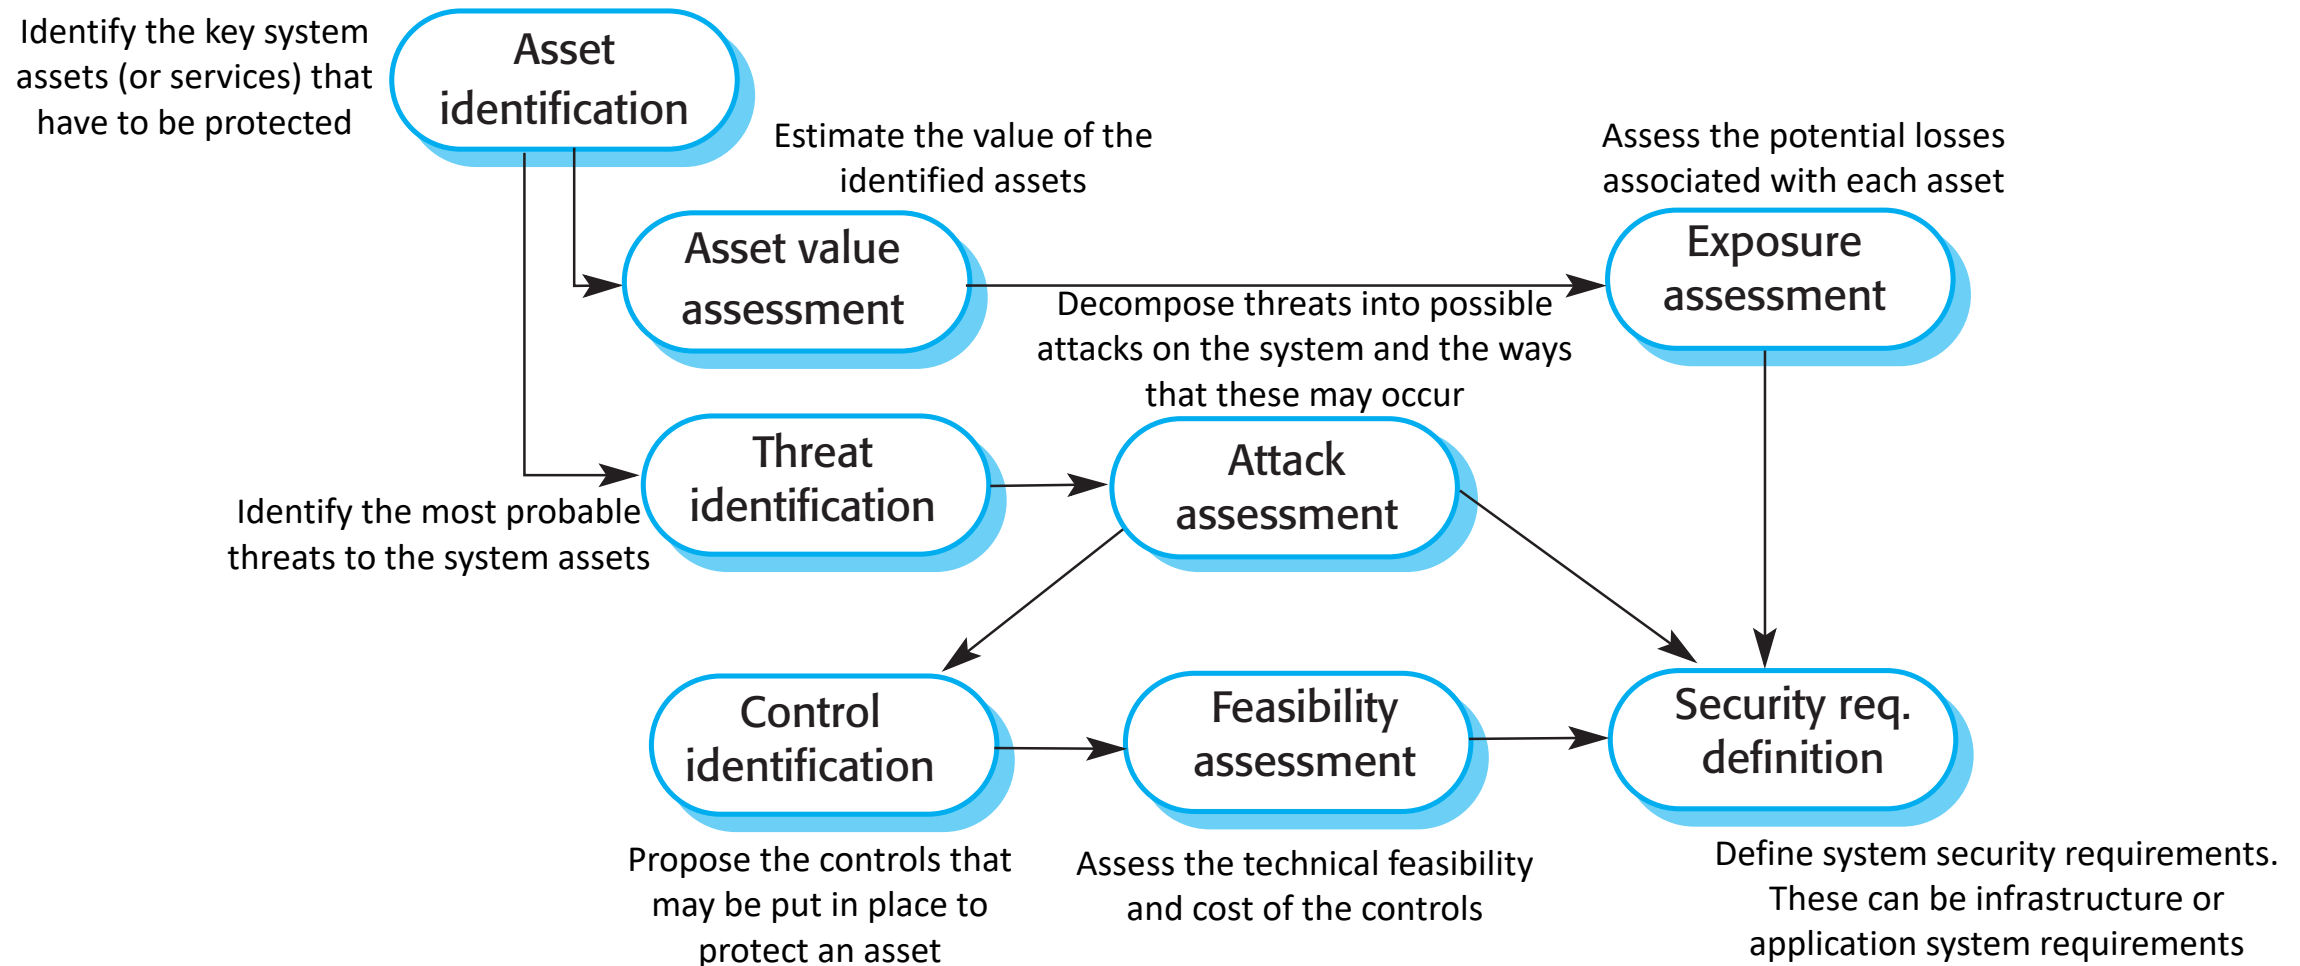 Identify the key system
assets (or services) that
have to be protected
Asset
identification
Estimate the value of the
identified assets
Assess the potential losses
associated with each asset
Asset value
assessment
Exposure
assessment
Decompose threats into possible
attacks on the system and the ways
that these may occur
Threat
identification
Attack
assessment
Identify the most probable
threats to the system assets
Control
identification
Feasibility
assessment
Security req.
definition
Propose the controls that
may be put in place to
protect an asset
Assess the technical feasibility
and cost of the controls
Define system security requirements.
These can be infrastructure or
application system requirements